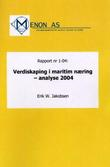 MENON AS
Rapport nr 1-04:
Verdiskaping i maritim næring
– analyse 2004
Erik W. Jakobsen